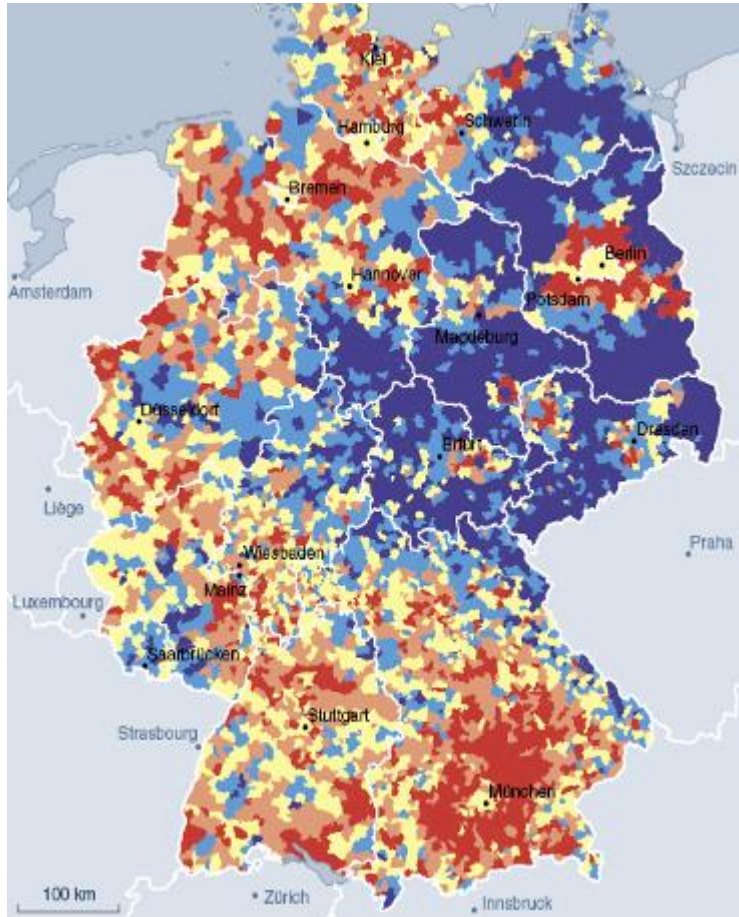 Kiel
Schwerin
Hamburg
Szczecin
Bremen
Berlin
Amsterdam
Hannover
Potsdam
Magdeburg
Düsseldorf
Dresden
Erfurt
Liège
Praha
Wiesbaden
Mainz
Luxembourg
Saarbrücken
Stuttgart
Strasbourg
München
100 km
Zürich
Innsbruck